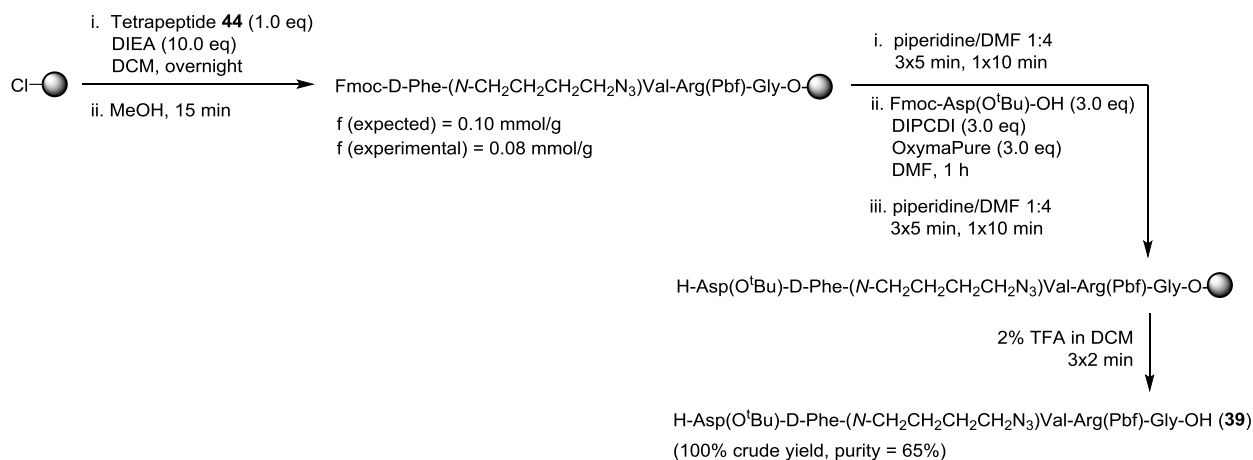 i. Tetrapeptide 44 (1.0 eq)
DIEA (10.0 eq)
DCM, overnight
ii. MeOH, 15 min
Cl
Fmoc-D-Phe-(N-CH₂CH₂CH₂CH₂N₃)Val-Arg(Pbf)-Gly-O-
f (expected) = 0.10 mmol/g
f (experimental) = 0.08 mmol/g
i. piperidine/DMF 1:4
3x5 min, 1x10 min
ii. Fmoc-Asp(OᵗBu)-OH (3.0 eq)
DIPCDI (3.0 eq)
OxymaPure (3.0 eq)
DMF, 1 h
iii. piperidine/DMF 1:4
3x5 min, 1x10 min
H-Asp(OᵗBu)-D-Phe-(N-CH₂CH₂CH₂CH₂N₃)Val-Arg(Pbf)-Gly-O-
2% TFA in DCM
3x2 min
H-Asp(OᵗBu)-D-Phe-(N-CH₂CH₂CH₂CH₂N₃)Val-Arg(Pbf)-Gly-OH (39)
(100% crude yield, purity = 65%)